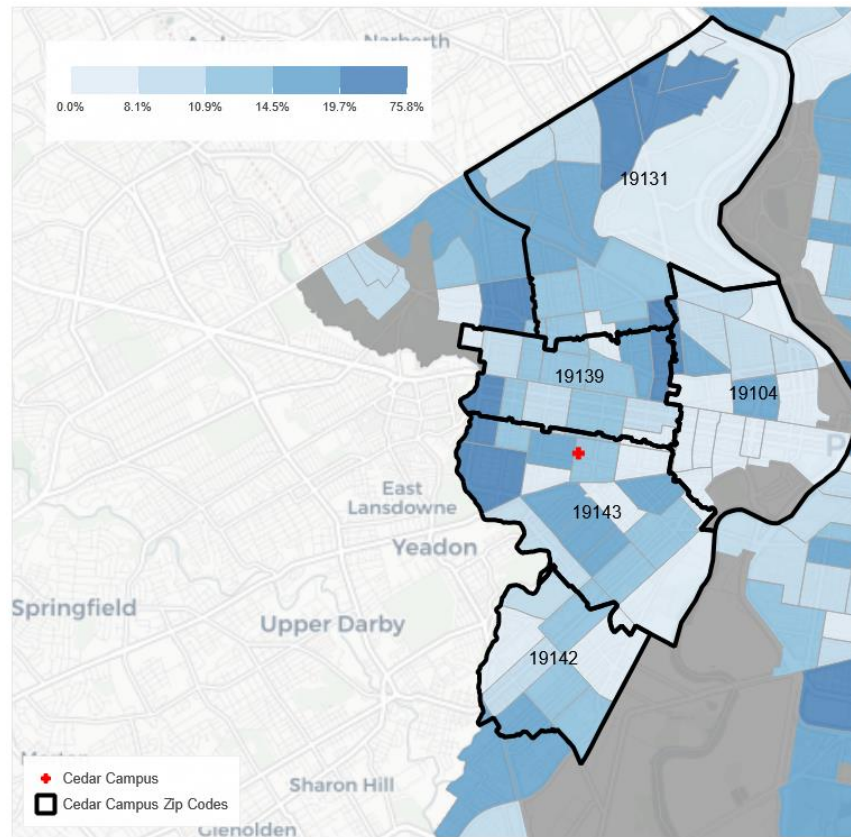 Narberth
0.0% 8.1% 10.9% 14.5% 19.7% 75.8%
19131
19139
19104
P
East
Lansdowne
19143
Yeadon
Springfield
Upper Darby
19142
Cedar Campus
Sharon Hill
Cedar Campus Zip Codes
Glenolden